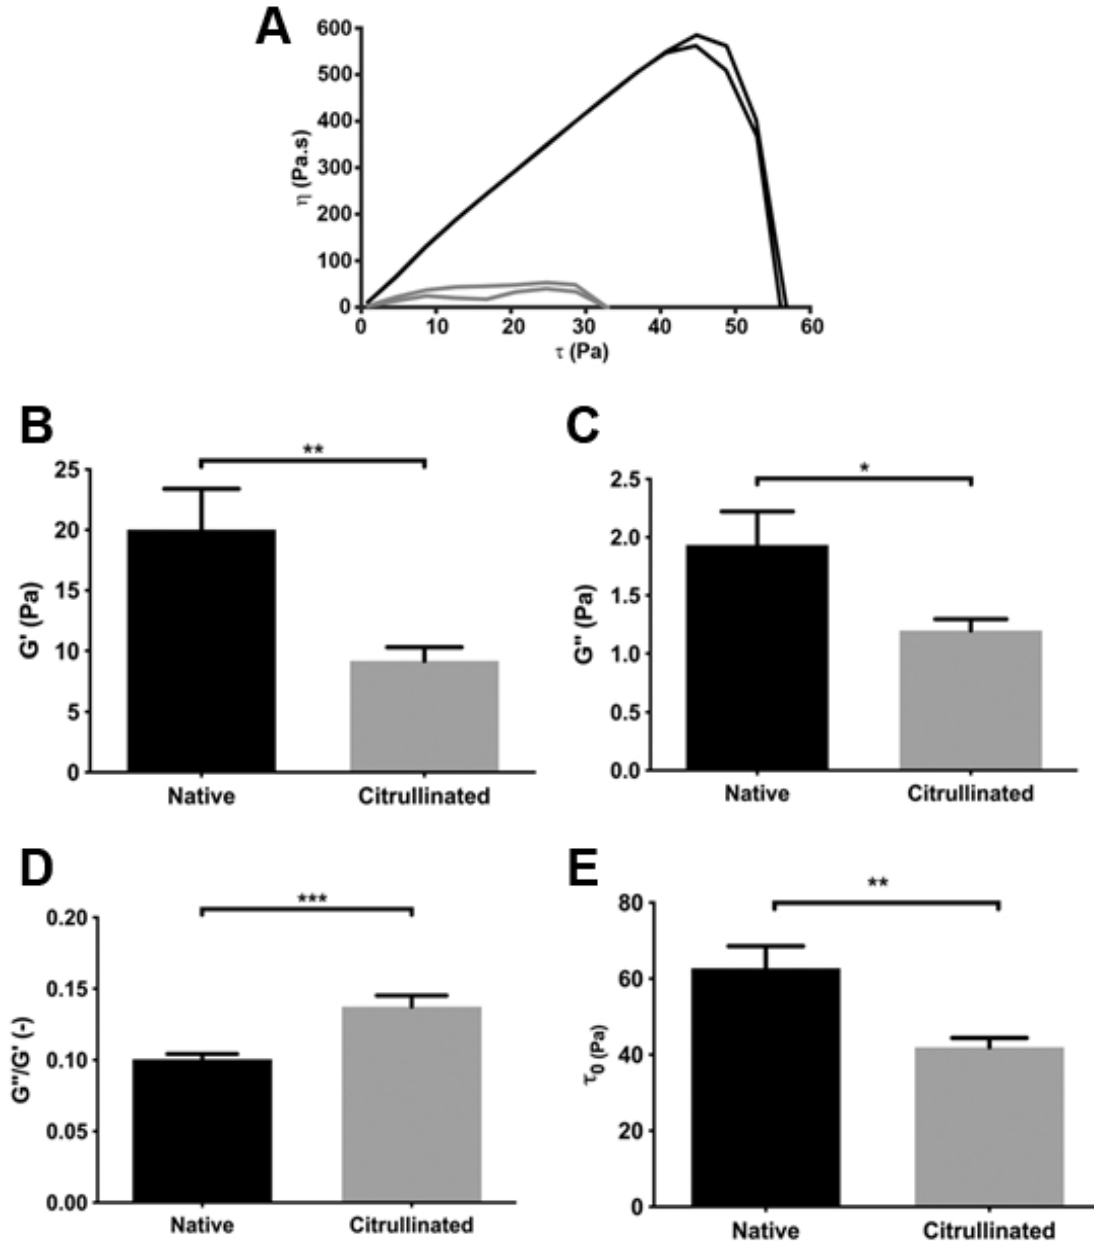 A
600
500
400
300
200
100
0
η (Pa.s)
0 10 20 30 40 50 60
τ (Pa)
B
**
25
20
15
10
5
0
G' (Pa)
Native Citrullinated
C
*
2.5
2.0
1.5
1.0
0.5
0.0
G'' (Pa)
Native Citrullinated
D
***
0.20
0.15
0.10
0.05
0.00
G''/G' (-)
Native Citrullinated
E
**
80
60
40
20
0
τ0 (Pa)
Native Citrullinated